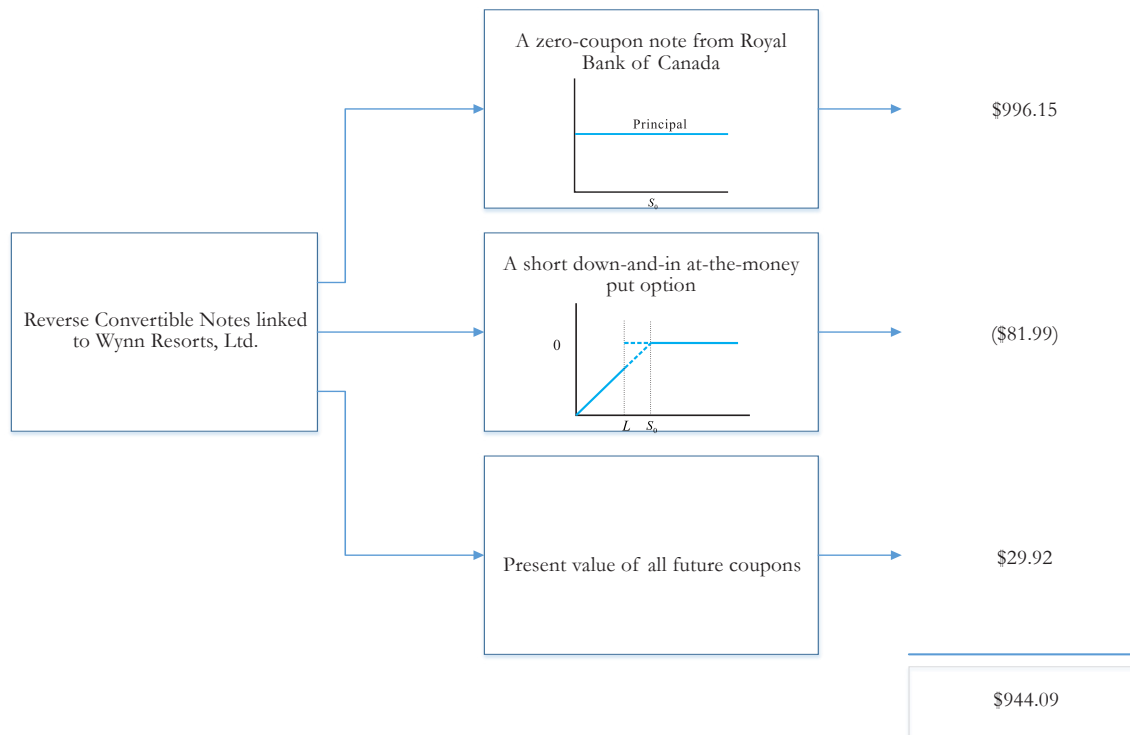 A zero-coupon note from Royal
Bank of Canada
Principal
S₀
$996.15
Reverse Convertible Notes linked
to Wynn Resorts, Ltd.
A short down-and-in at-the-money
put option
0
L S₀
($81.99)
Present value of all future coupons
$29.92
$944.09